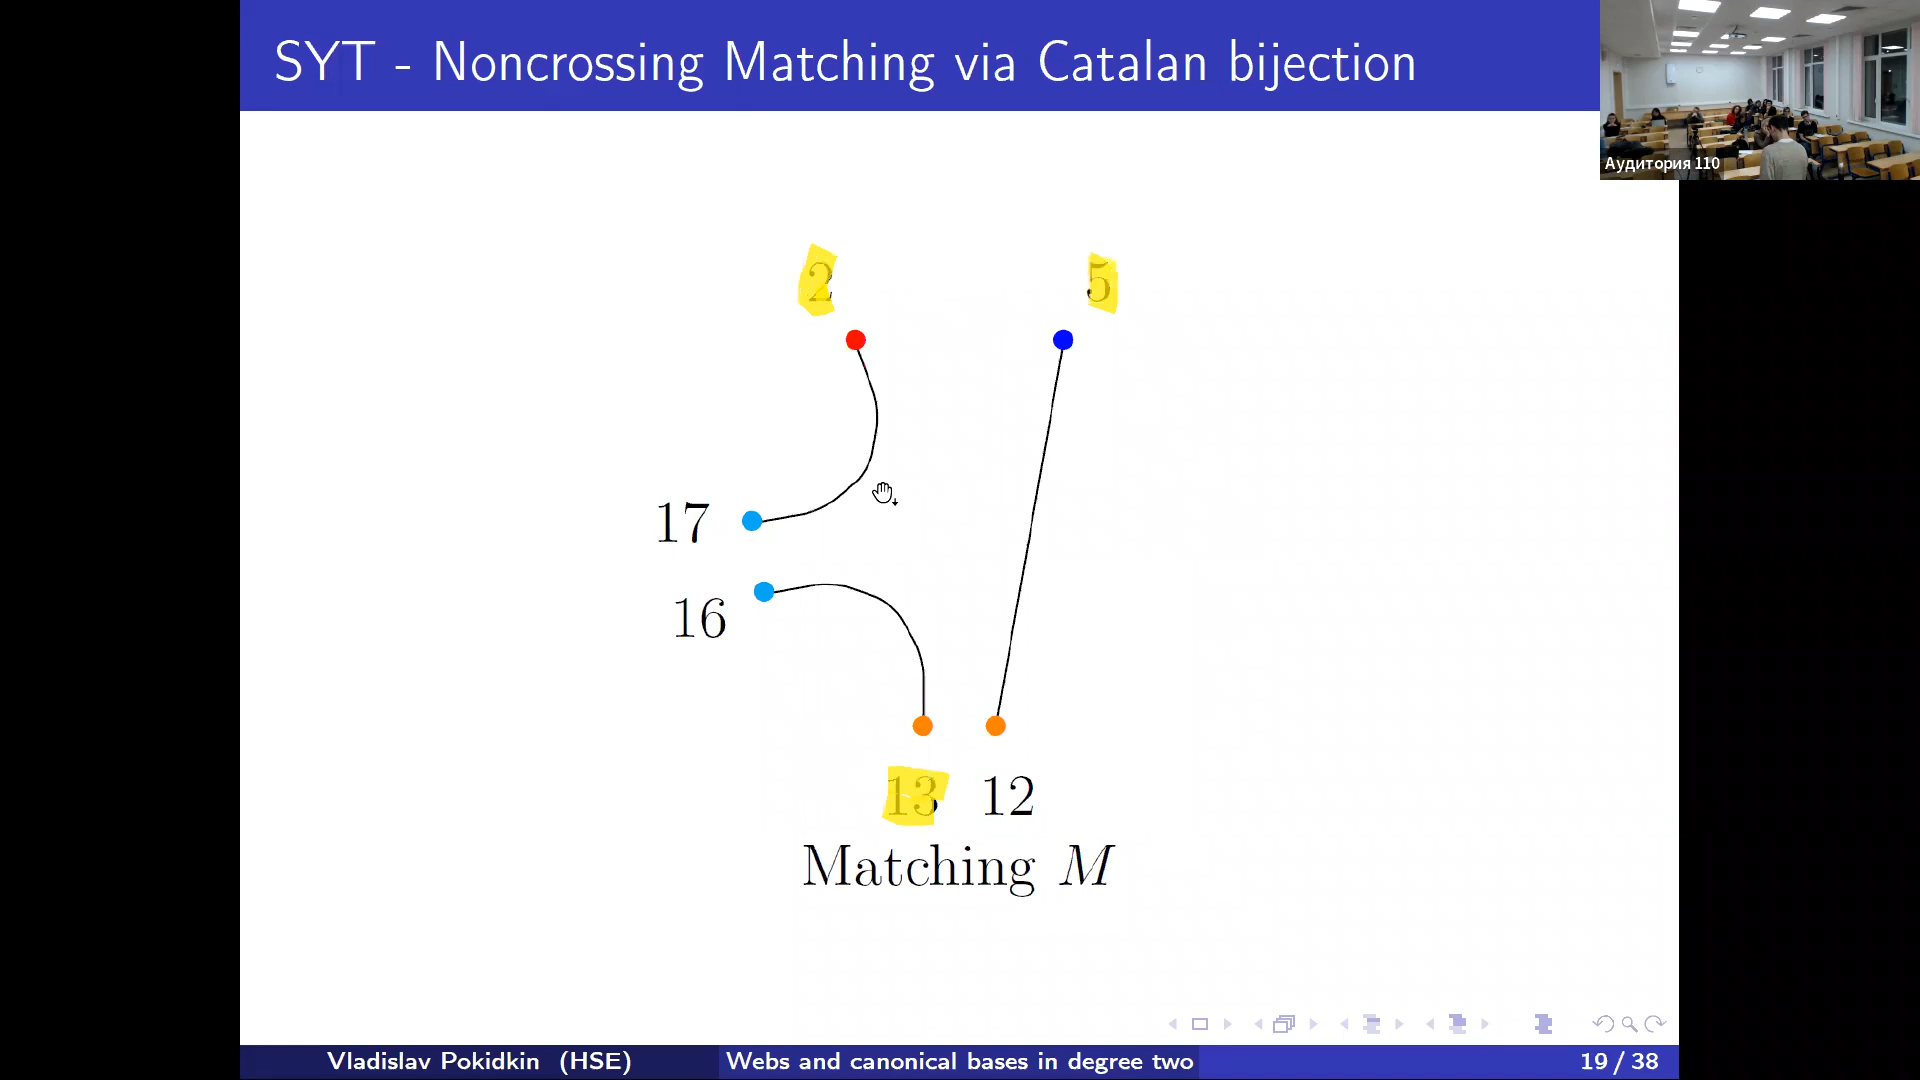 SYT - Noncrossing Matching via Catalan bijection
Аудитория 110
2
5
17
16
13
12
Matching M
Vladislav Pokidkin (HSE)
Webs and canonical bases in degree two
19 / 38